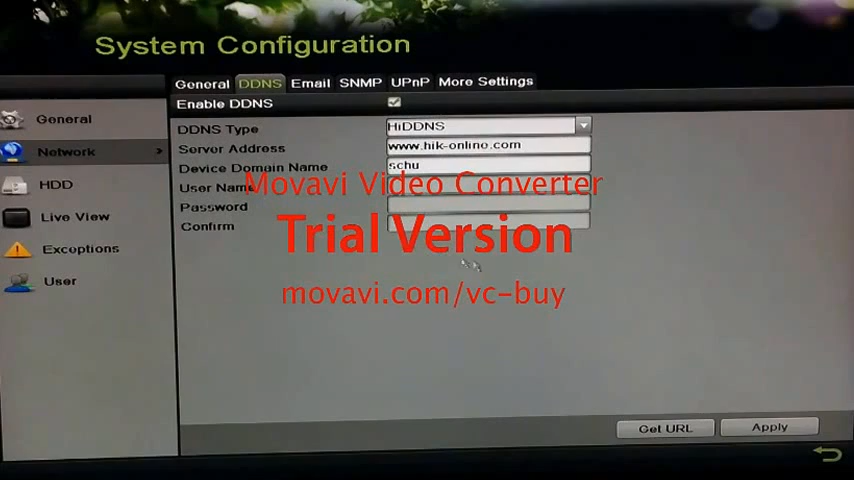 System Configuration
General DDNS Email SNMP UPnP More Settings
Enable DDNS
General
DDNS Type HiDDNS
Server Address www.hik-online.com
Network >
Device Domain Name schu
User Name
Movavi Video Converter
HDD
Password
Live View
Confirm
Trial Version
Exceptions
User
movavi.com/vc-buy
Get URL Apply